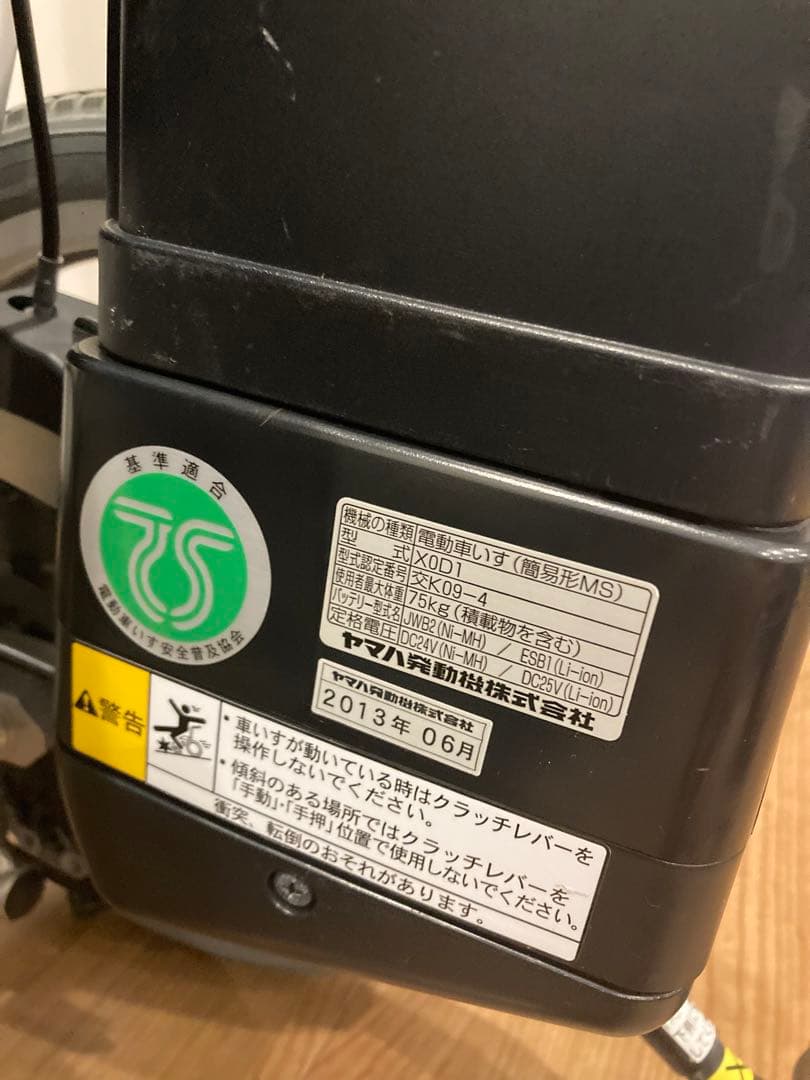 基準適合
電動車いす安全普及協会
機械の種類 電動車いす(簡易形MS)
型式 X0D1
型式認定番号 交K09-4
使用者最大体重 75kg(積載物を含む)
バッテリー型式名 JWB2(Ni-MH) / ESB1(Li-ion)
定格電圧 DC24V(Ni-MH) / DC25V(Li-ion)
ヤマハ発動機株式会社
ヤマハ発動機株式会社
2013年 06月
警告
・車いすが動いている時はクラッチレバーを
操作しないでください。
・傾斜のある場所ではクラッチレバーを
「手動」・「手押」位置で使用しないでください。
衝突、転倒のおそれがあります。